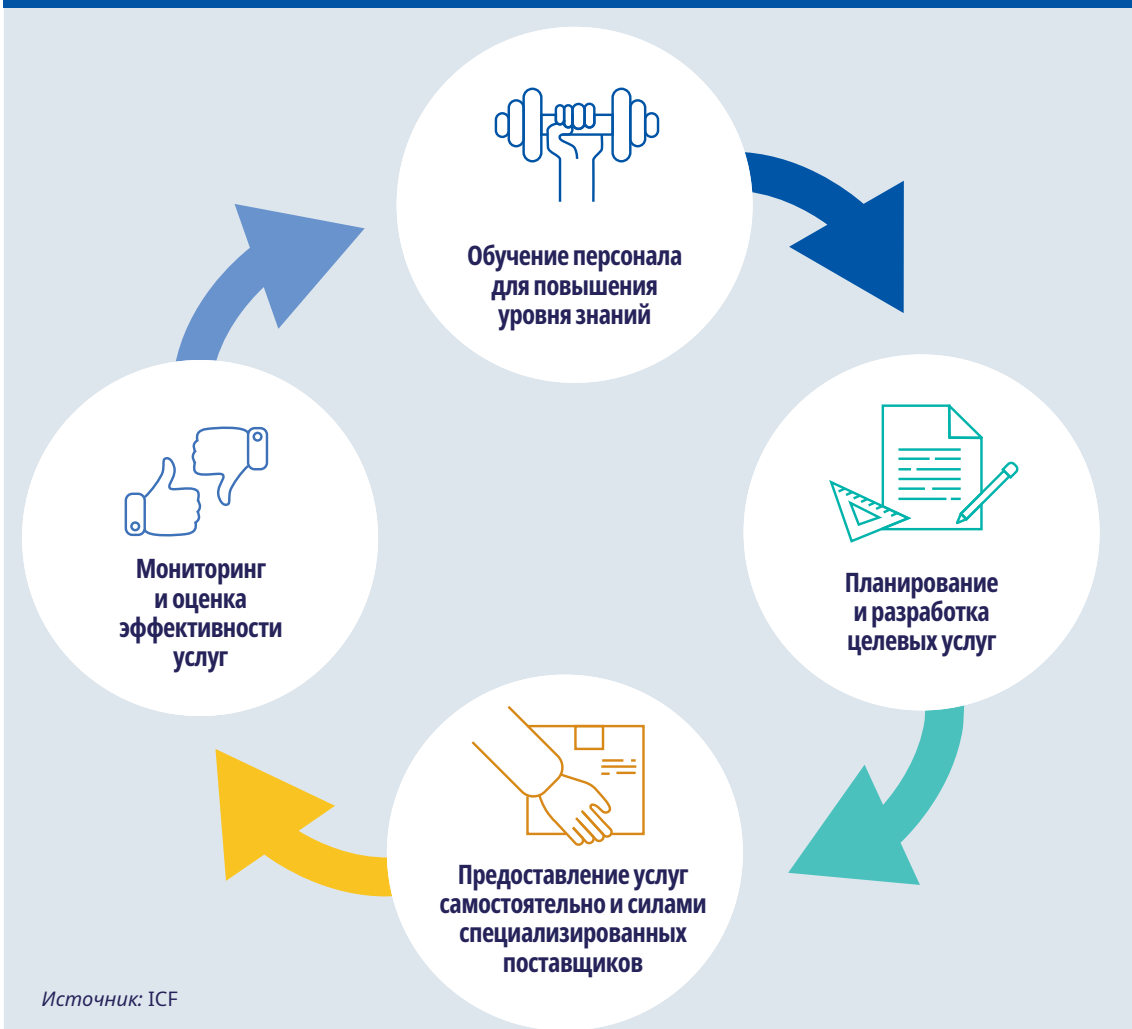 Обучение персонала
для повышения
уровня знаний
Планирование
и разработка
целевых услуг
Предоставление услуг
самостоятельно и силами
специализированных
поставщиков
Мониторинг
и оценка
эффективности
услуг
Источник: ICF